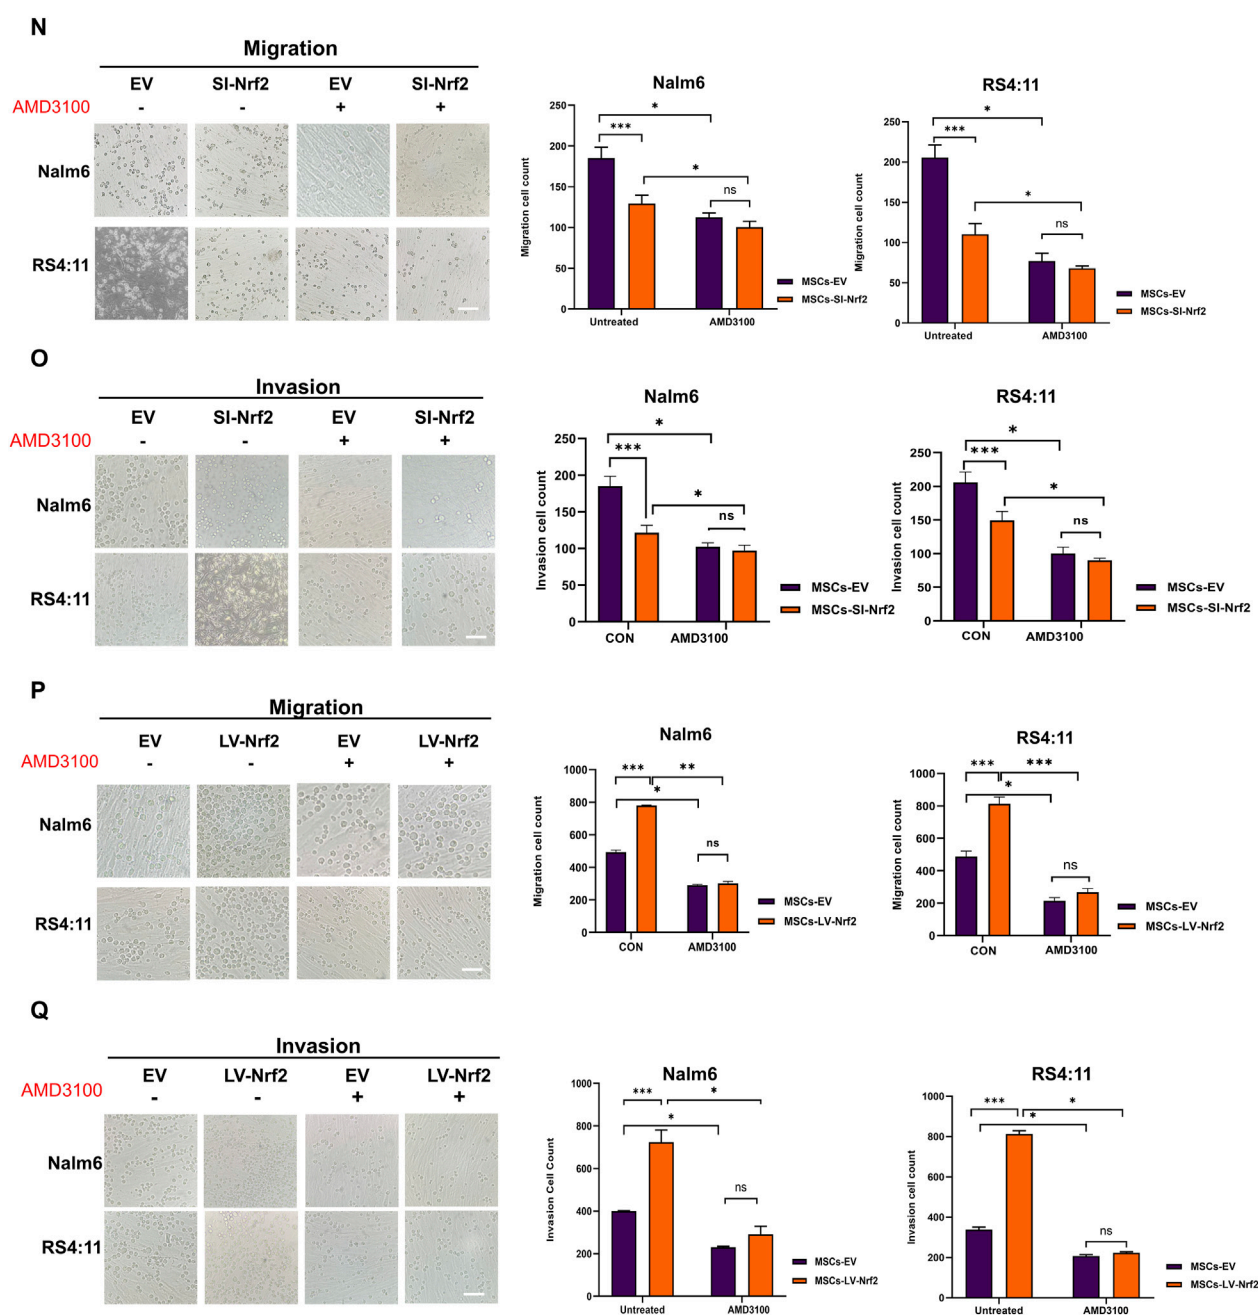 N
Migration
EV SI-Nrf2 EV SI-Nrf2
AMD3100 - - + +
Nalm6
RS4:11
Nalm6
250
200
150
100
50
0
Migration cell count
*
***
*
ns
Untreated AMD3100
MSCs-EV
MSCs-SI-Nrf2
RS4:11
250
200
150
100
50
0
Migration cell count
*
***
*
ns
Untreated AMD3100
MSCs-EV
MSCs-SI-Nrf2
O
Invasion
EV SI-Nrf2 EV SI-Nrf2
AMD3100 - - + +
Nalm6
RS4:11
Nalm6
250
200
150
100
50
0
Invasion cell count
*
***
*
ns
CON AMD3100
MSCs-EV
MSCs-SI-Nrf2
RS4:11
250
200
150
100
50
0
Invasion cell count
*
***
*
ns
CON AMD3100
MSCs-EV
MSCs-SI-Nrf2
P
Migration
EV LV-Nrf2 EV LV-Nrf2
AMD3100 - - + +
Nalm6
RS4:11
Nalm6
1000
800
600
400
200
0
Migration cell count
*** **
*
ns
CON AMD3100
MSCs-EV
MSCs-LV-Nrf2
RS4:11
1000
800
600
400
200
0
Migration cell count
*** ***
*
ns
CON AMD3100
MSCs-EV
MSCs-LV-Nrf2
Q
Invasion
EV LV-Nrf2 EV LV-Nrf2
AMD3100 - - + +
Nalm6
RS4:11
Nalm6
1000
800
600
400
200
0
Invasion Cell count
*** *
*
ns
Untreated AMD3100
MSCs-EV
MSCs-LV-Nrf2
RS4:11
1000
800
600
400
200
0
Invasion cell count
*** *
*
ns
Untreated AMD3100
MSCs-EV
MSCs-LV-Nrf2